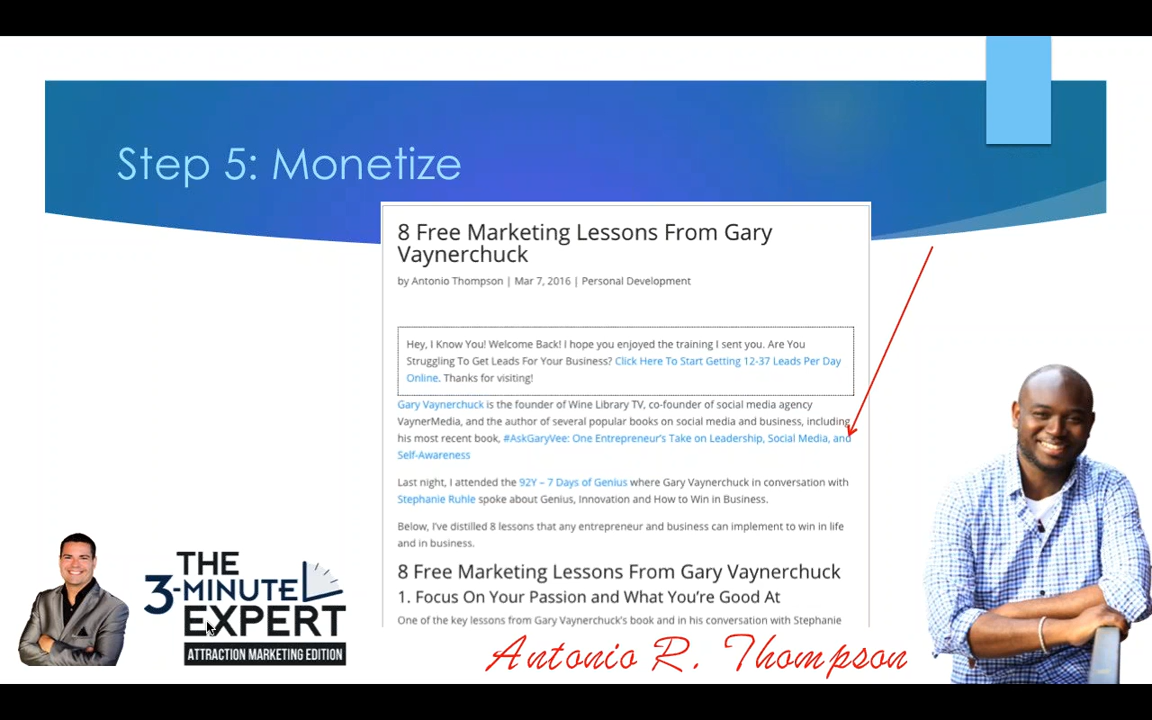 Step 5: Monetize
8 Free Marketing Lessons From Gary
Vaynerchuck
by Antonio Thompson | Mar 7, 2016 | Personal Development
Hey, I Know You! Welcome Back! I hope you enjoyed the training I sent you. Are You
Struggling To Get Leads For Your Business? Click Here To Start Getting 12-37 Leads Per Day
Online. Thanks for visiting!
Gary Vaynerchuck is the founder of Wine Library TV, co-founder of social media agency
VaynerMedia, and the author of several popular books on social media and business, including
his most recent book, #AskGaryVee: One Entrepreneur's Take on Leadership, Social Media, and
Self-Awareness
Last night, I attended the 92Y – 7 Days of Genius where Gary Vaynerchuck in conversation with
Stephanie Ruhle spoke about Genius, Innovation and How to Win in Business.
Below, I've distilled 8 lessons that any entrepreneur and business can implement to win in life
and in business.
8 Free Marketing Lessons From Gary Vaynerchuck
1. Focus On Your Passion and What You're Good At
One of the key lessons from Gary Vaynerchuck's book and in his conversation with Stephanie
THE
3-MINUTE
EXPERT
ATTRACTION MARKETING EDITION
Antonio R. Thompson